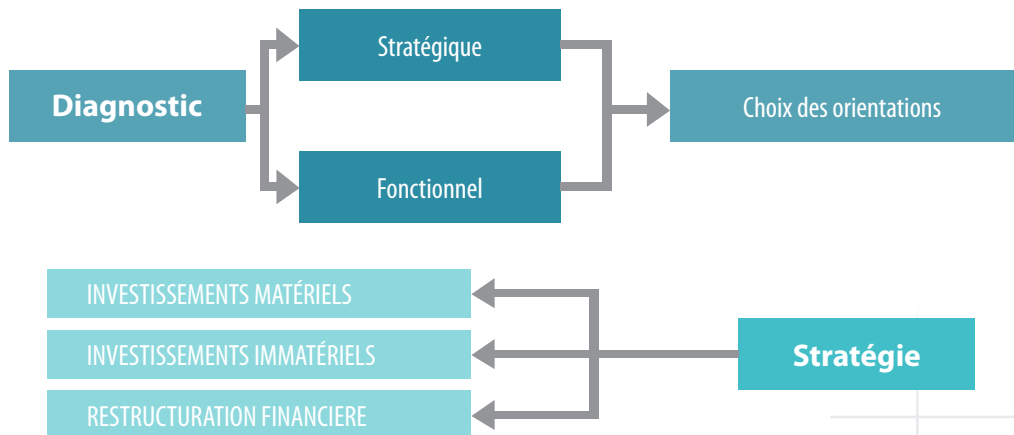 Stratégique
Diagnostic
Choix des orientations
Fonctionnel
INVESTISSEMENTS MATÉRIELS
INVESTISSEMENTS IMMATÉRIELS
Stratégie
RESTRUCTURATION FINANCIERE